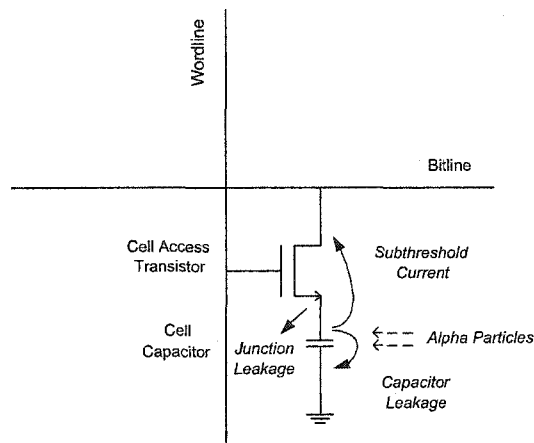 Wordline
Bitline
Cell Access
Transistor
Subthreshold
Current
Cell
Capacitor
Junction
Leakage
Alpha Particles
Capacitor
Leakage